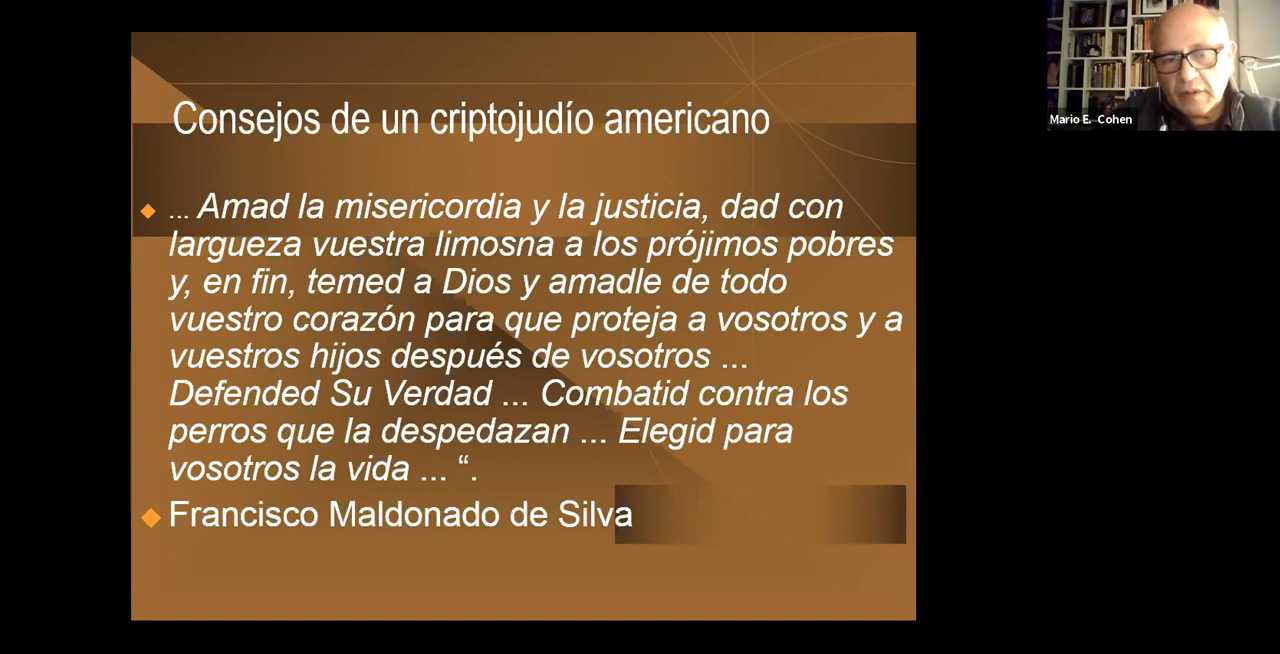 Consejos de un criptojudío americano
... Amad la misericordia y la justicia, dad con
largueza vuestra limosna a los prójimos pobres
y, en fin, temed a Dios y amadle de todo
vuestro corazón para que proteja a vosotros y a
vuestros hijos después de vosotros ...
Defended Su Verdad ... Combatid contra los
perros que la despedazan ... Elegid para
vosotros la vida ... “.
Francisco Maldonado de Silva
Mario E. Cohen